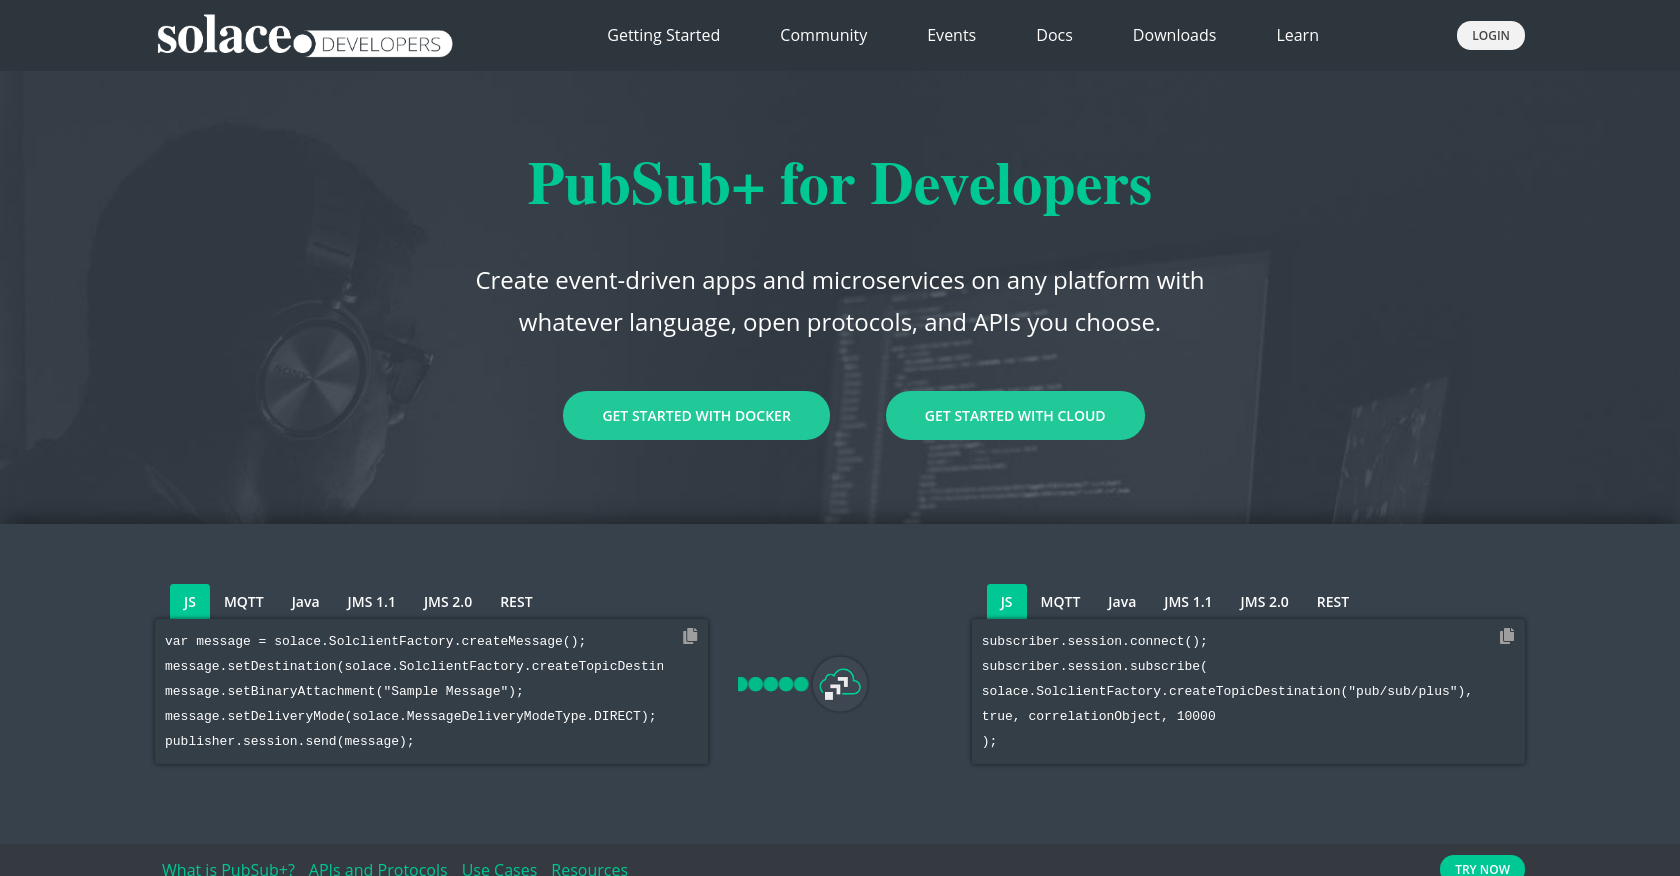 solace. DEVELOPERS
Getting Started
Community
Events
Docs
Downloads
Learn
LOGIN
PubSub+ for Developers
Create event-driven apps and microservices on any platform with
whatever language, open protocols, and APIs you choose.
GET STARTED WITH DOCKER
GET STARTED WITH CLOUD
JS MQTT Java JMS 1.1 JMS 2.0 REST
var message = solace.SolclientFactory.createMessage();
message.setDestination(solace.SolclientFactory.createTopicDestin
message.setBinaryAttachment("Sample Message");
message.setDeliveryMode(solace.MessageDeliveryModeType.DIRECT);
publisher.session.send(message);
JS MQTT Java JMS 1.1 JMS 2.0 REST
subscriber.session.connect();
subscriber.session.subscribe(
solace.SolclientFactory.createTopicDestination("pub/sub/plus"),
true, correlationObject, 10000
);
What is PubSub+? APIs and Protocols Use Cases Resources
TRY NOW